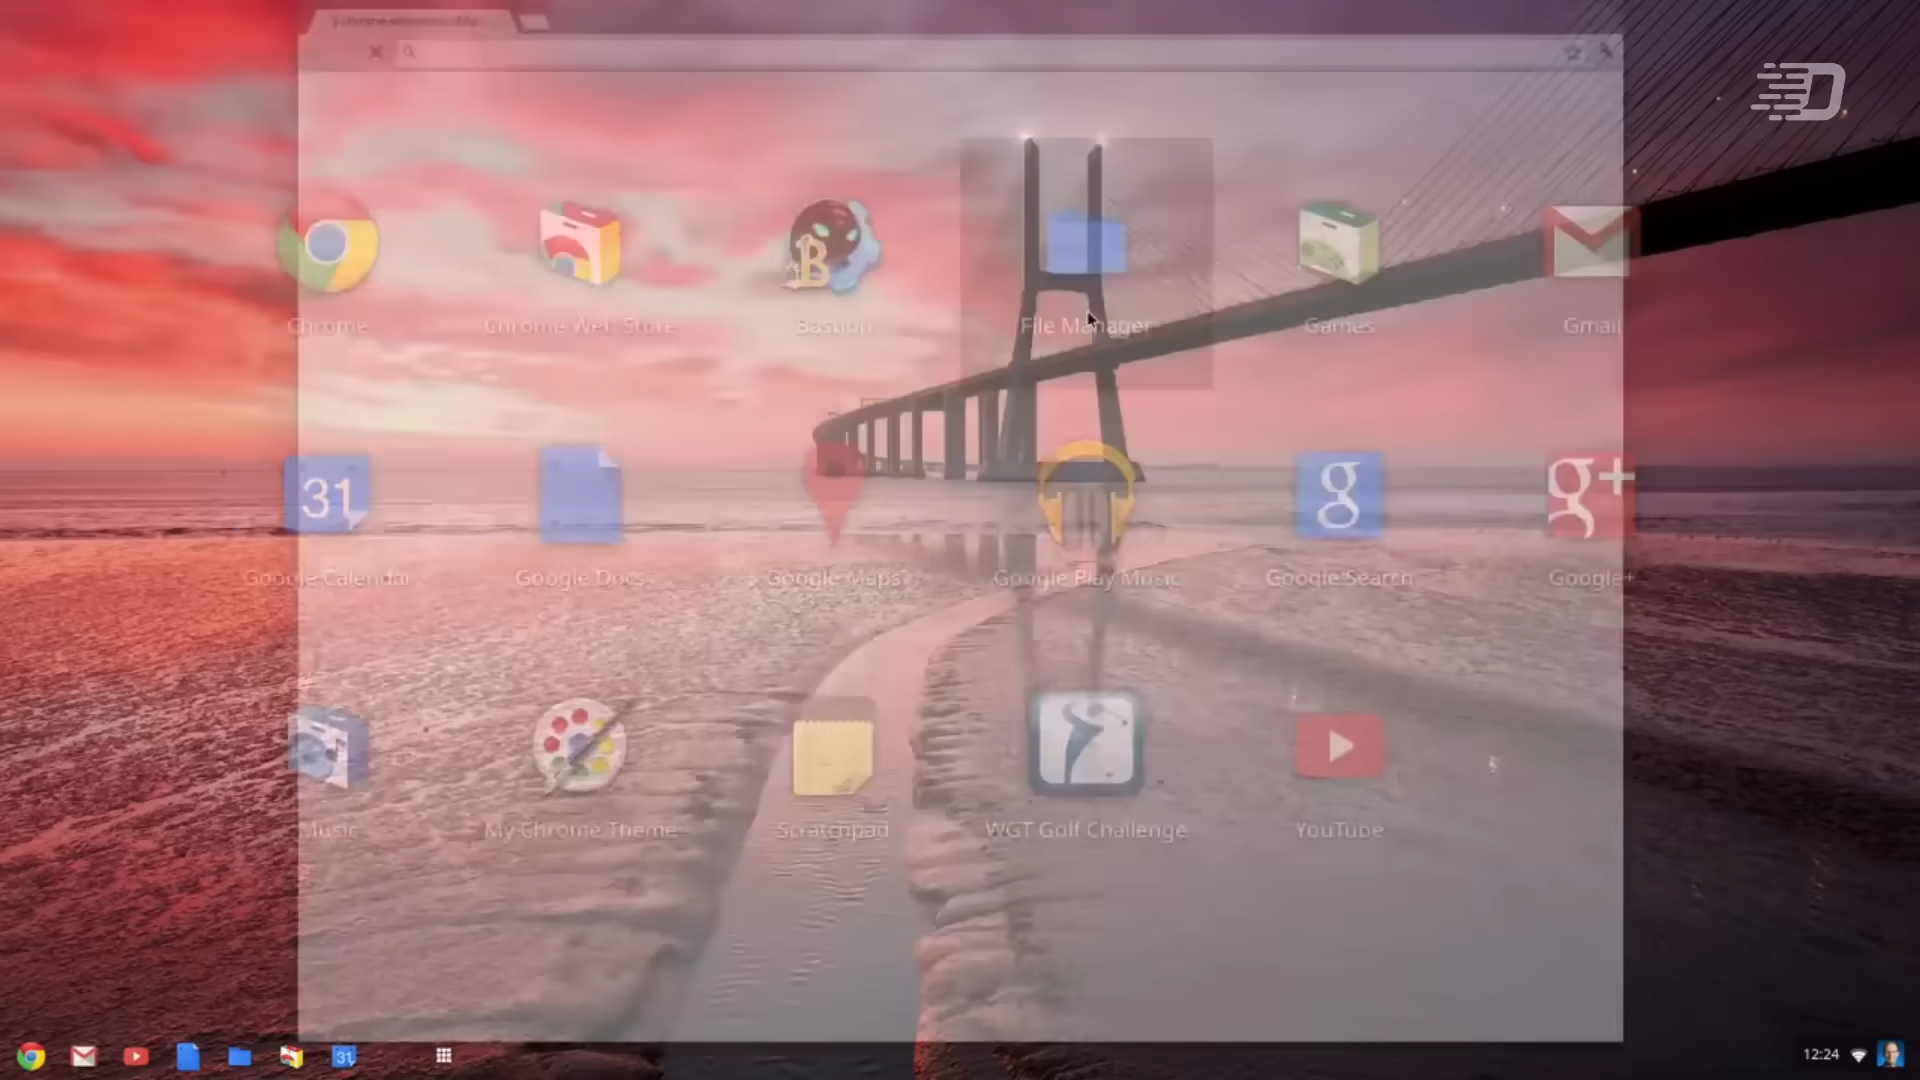 Chrome
Chrome Web Store
Bastion
File Manager
Games
Gmail
31
Google Calendar
Google Docs
Google Maps
Google Play Music
Google Search
Google+
Music
My Chrome Theme
Scratchpad
WGT Golf Challenge
YouTube
31
12:24